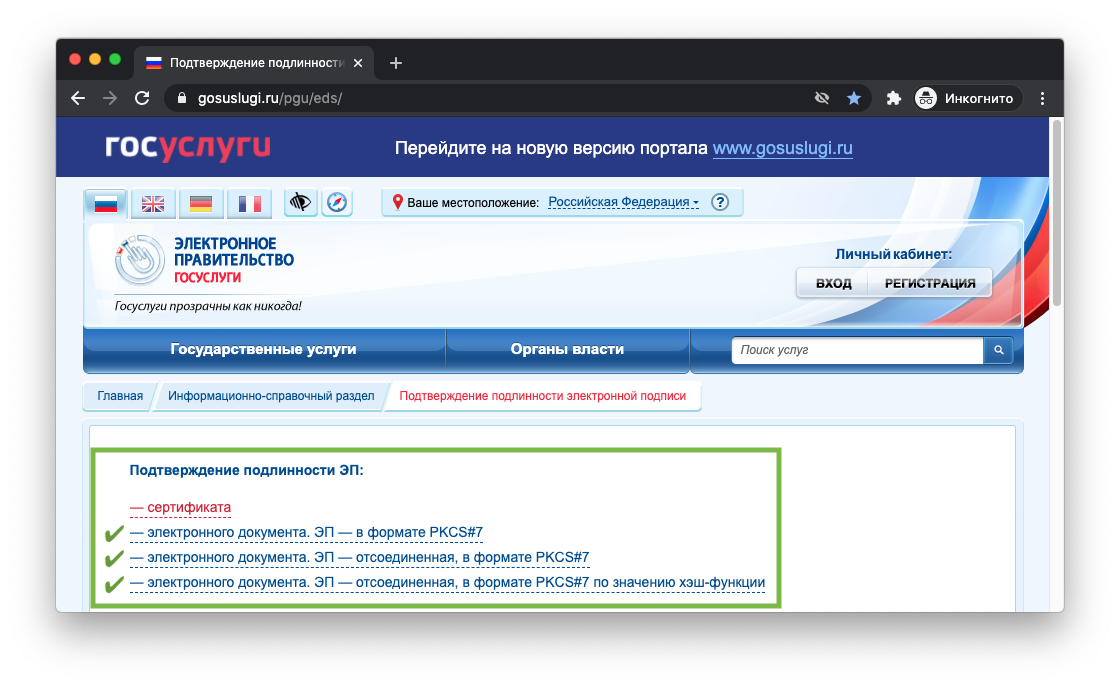 Подтверждение подлинности
gosuslugi.ru/pgu/eds/
Инкогнито
госуслуги
Перейдите на новую версию портала www.gosuslugi.ru
Ваше местоположение: Российская Федерация
?
ЭЛЕКТРОННОЕ
ПРАВИТЕЛЬСТВО
ГОСУСЛУГИ
Госуслуги прозрачны как никогда!
Личный кабинет:
ВХОД РЕГИСТРАЦИЯ
Государственные услуги Органы власти Поиск услуг
Главная Информационно-справочный раздел Подтверждение подлинности электронной подписи
Подтверждение подлинности ЭП:
— сертификата
— электронного документа. ЭП — в формате PKCS#7
— электронного документа. ЭП — отсоединенная, в формате PKCS#7
— электронного документа. ЭП — отсоединенная, в формате PKCS#7 по значению хэш-функции